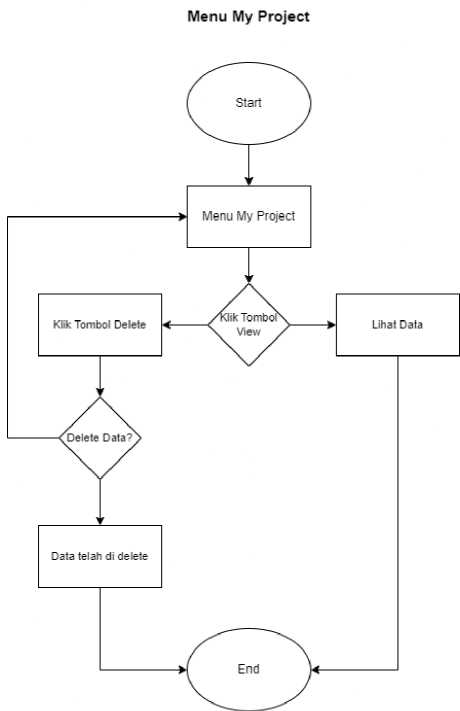 Menu My Project
Start
Menu My Project
Klik Tombol
View
Klik Tombol Delete
Lihat Data
Delete Data?
Data telah di delete
End